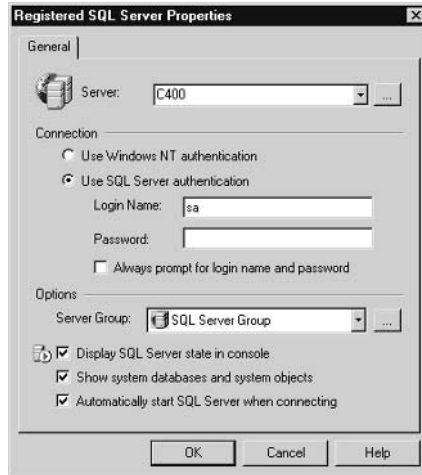 Registered SQL Server Properties
General
Server: C400 ...
Connection
Use Windows NT authentication
Use SQL Server authentication
Login Name: sa
Password:
Always prompt for login name and password
Options
Server Group: SQL Server Group ...
Display SQL Server state in console
Show system databases and system objects
Automatically start SQL Server when connecting
OK Cancel Help